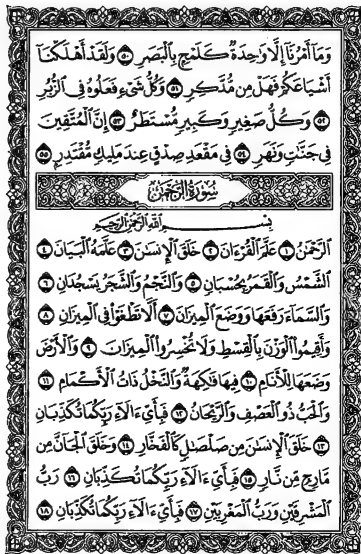 وَمَآ أَمْرُنَآ إِلَّا وَٰحِدَةٌ كَلَمْحٍۭ بِٱلْبَصَرِ ٥٠ وَلَقَدْ أَهْلَكْنَآ
أَشْيَاعَكُمْ فَهَلْ مِن مُّدَّكِرٍ ٥١ وَكُلُّ شَىْءٍ فَعَلُوهُ فِى ٱلزُّبُرِ
٥٢ وَكُلُّ صَغِيرٍ وَكَبِيرٍ مُّسْتَطَرٌ ٥٣ إِنَّ ٱلْمُتَّقِينَ
فِى جَنَّٰتٍ وَنَهَرٍ ٥٤ فِى مَقْعَدِ صِدْقٍ عِندَ مَلِيكٍ مُّقْتَدِرٍۭ ٥٥
سُورَةُ الرَّحْمٰن
بِسْمِ ٱللَّهِ ٱلرَّحْمَٰنِ ٱلرَّحِيمِ
ٱلرَّحْمَٰنُ ١ عَلَّمَ ٱلْقُرْءَانَ ٢ خَلَقَ ٱلْإِنسَٰنَ ٣ عَلَّمَهُ ٱلْبَيَانَ ٤
ٱلشَّمْسُ وَٱلْقَمَرُ بِحُسْبَانٍ ٥ وَٱلنَّجْمُ وَٱلشَّجَرُ يَسْجُدَانِ ٦
وَٱلسَّمَآءَ رَفَعَهَا وَوَضَعَ ٱلْمِيزَانَ ٧ أَلَّا تَطْغَوْا۟ فِى ٱلْمِيزَانِ ٨
وَأَقِيمُوا۟ ٱلْوَزْنَ بِٱلْقِسْطِ وَلَا تُخْسِرُوا۟ ٱلْمِيزَانَ ٩ وَٱلْأَرْضَ
وَضَعَهَا لِلْأَنَامِ ١٠ فِيهَا فَٰكِهَةٌ وَٱلنَّخْلُ ذَاتُ ٱلْأَكْمَامِ ١١
وَٱلْحَبُّ ذُو ٱلْعَصْفِ وَٱلرَّيْحَانُ ١٢ فَبِأَىِّ ءَالَآءِ رَبِّكُمَا تُكَذِّبَانِ
١٣ خَلَقَ ٱلْإِنسَٰنَ مِن صَلْصَٰلٍ كَٱلْفَخَّارِ ١٤ وَخَلَقَ ٱلْجَآنَّ مِن
مَّارِجٍ مِّن نَّارٍ ١٥ فَبِأَىِّ ءَالَآءِ رَبِّكُمَا تُكَذِّبَانِ ١٦ رَبُّ
ٱلْمَشْرِقَيْنِ وَرَبُّ ٱلْمَغْرِبَيْنِ ١٧ فَبِأَىِّ ءَالَآءِ رَبِّكُمَا تُكَذِّبَانِ ١٨